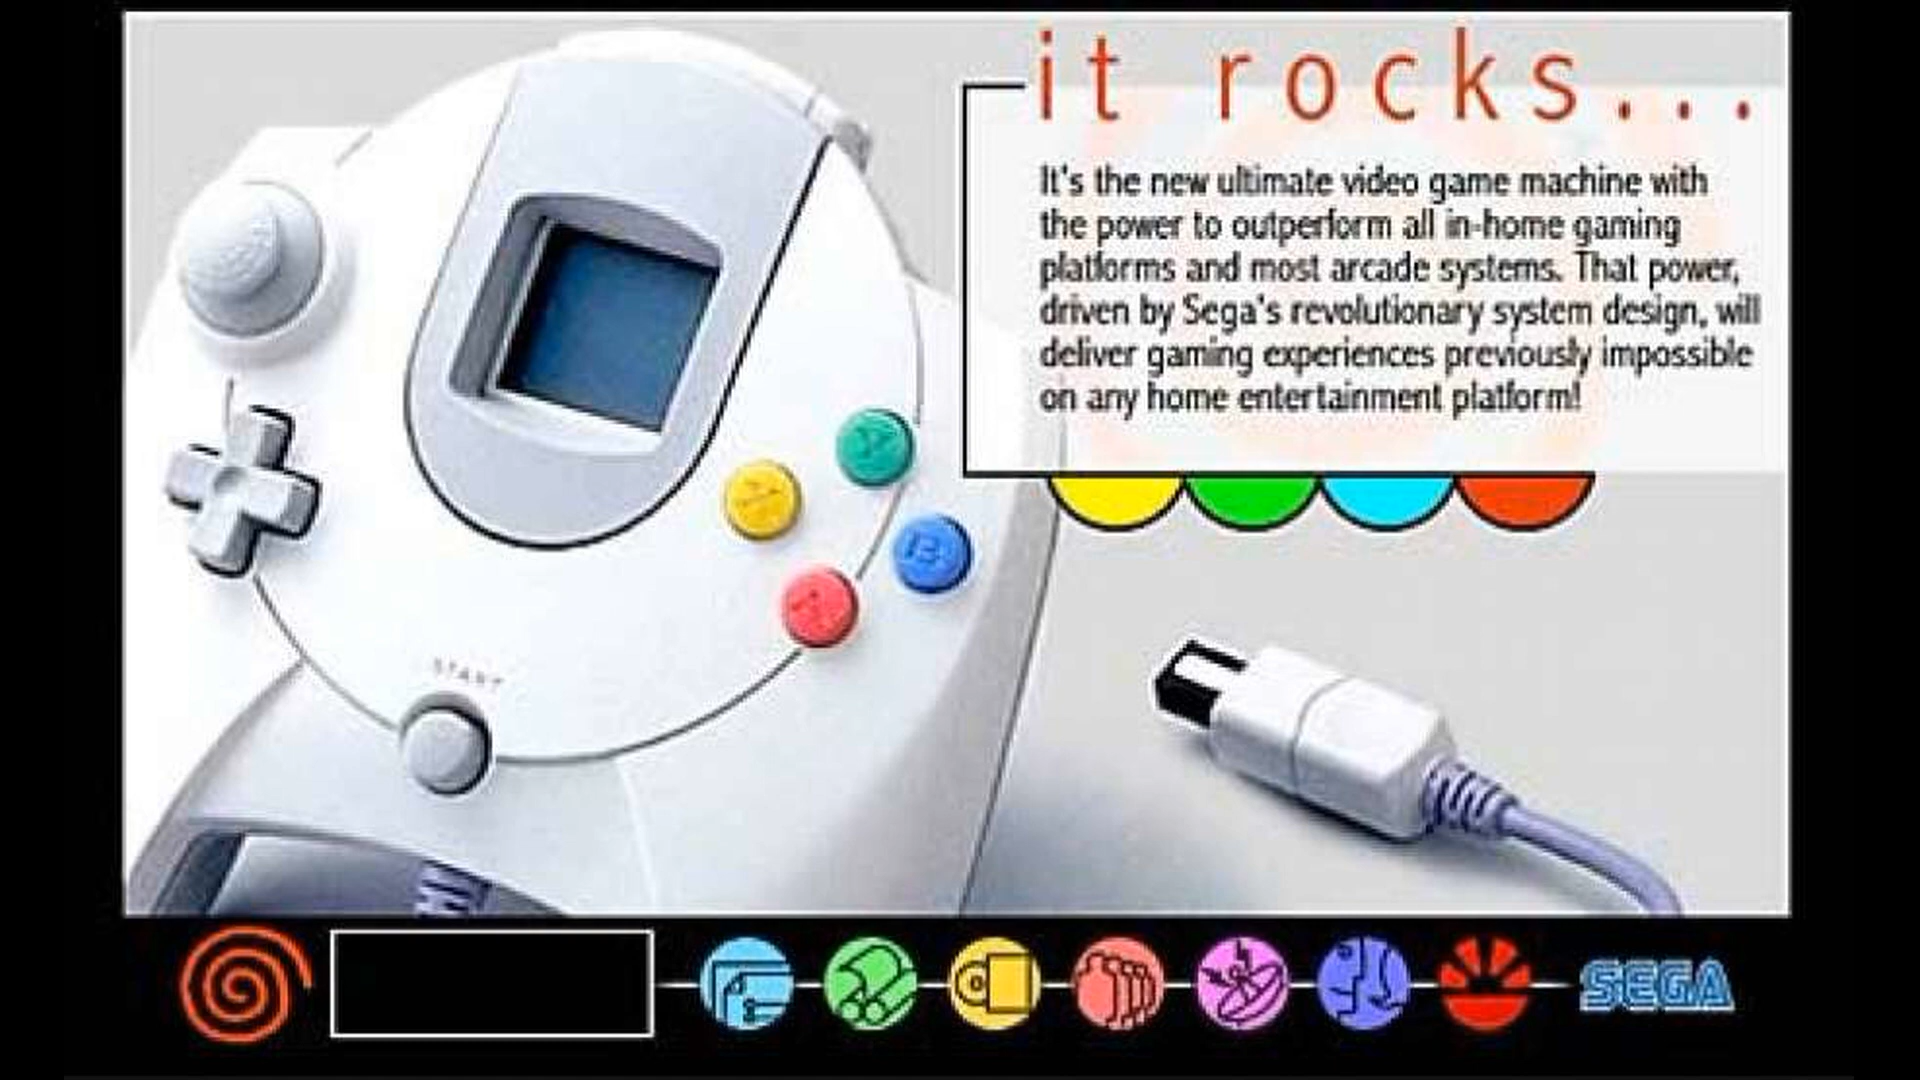 it rocks...
It's the new ultimate video game machine with
the power to outperform all in-home gaming
platforms and most arcade systems. That power,
driven by Sega's revolutionary system design, will
deliver gaming experiences previously impossible
on any home entertainment platform!
Y
X
B
A
START
SEGA